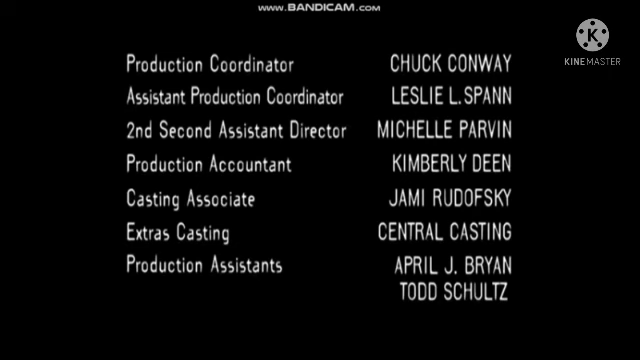 WWW.BANDICAM.COM
K
KINEMASTER
Production Coordinator CHUCK CONWAY
Assistant Production Coordinator LESLIE L. SPANN
2nd Second Assistant Director MICHELLE PARVIN
Production Accountant KIMBERLY DEEN
Casting Associate JAMI RUDOFSKY
Extras Casting CENTRAL CASTING
Production Assistants APRIL J. BRYAN
TODD SCHULTZ